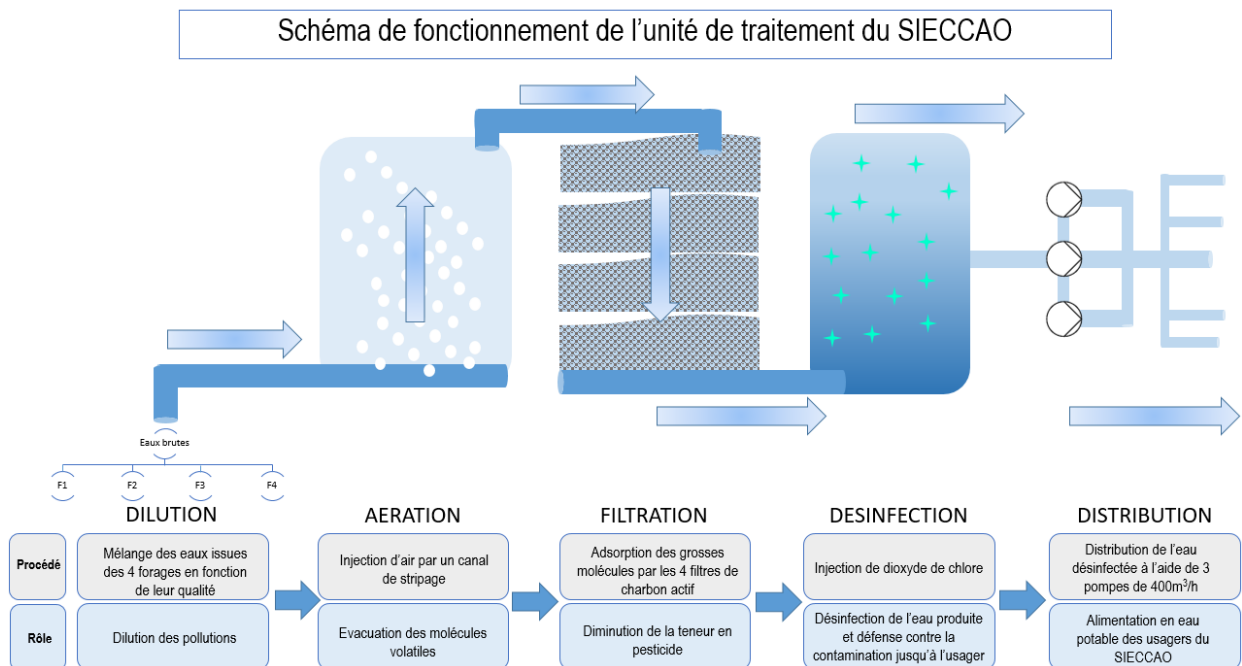 Schéma de fonctionnement de l'unité de traitement du SIECCAO
Eaux brutes
F1
F2
F3
F4
DILUTION
AERATION
FILTRATION
DESINFECTION
DISTRIBUTION
Procédé
Mélange des eaux issues
des 4 forages en fonction
de leur qualité
Injection d'air par un canal
de stripage
Adsorption des grosses
molécules par les 4 filtres de
charbon actif
Injection de dioxyde de chlore
Distribution de l'eau
désinfectée à l'aide de 3
pompes de 400m³/h
Rôle
Dilution des pollutions
Evacuation des molécules
volatiles
Diminution de la teneur en
pesticide
Désinfection de l'eau produite
et défense contre la
contamination jusqu'à l'usager
Alimentation en eau
potable des usagers du
SIECCAO